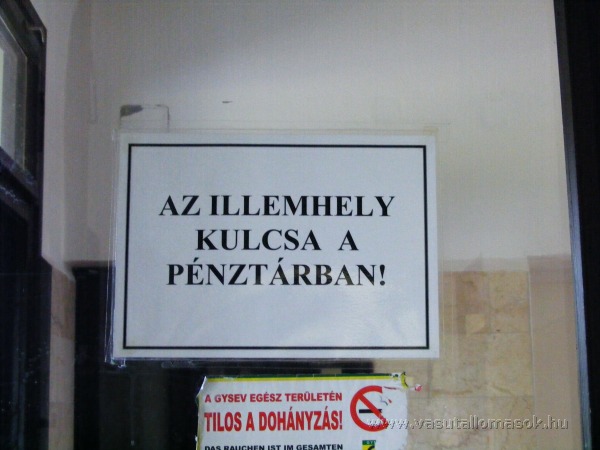 AZ ILLEMHELY
KULCSA A
PÉNZTÁRBAN!
A GYSEV EGÉSZ TERÜLETÉN
TILOS A DOHÁNYZÁS!
DAS RAUCHEN IST IM GESAMTEN
www.vasutallomasok.hu